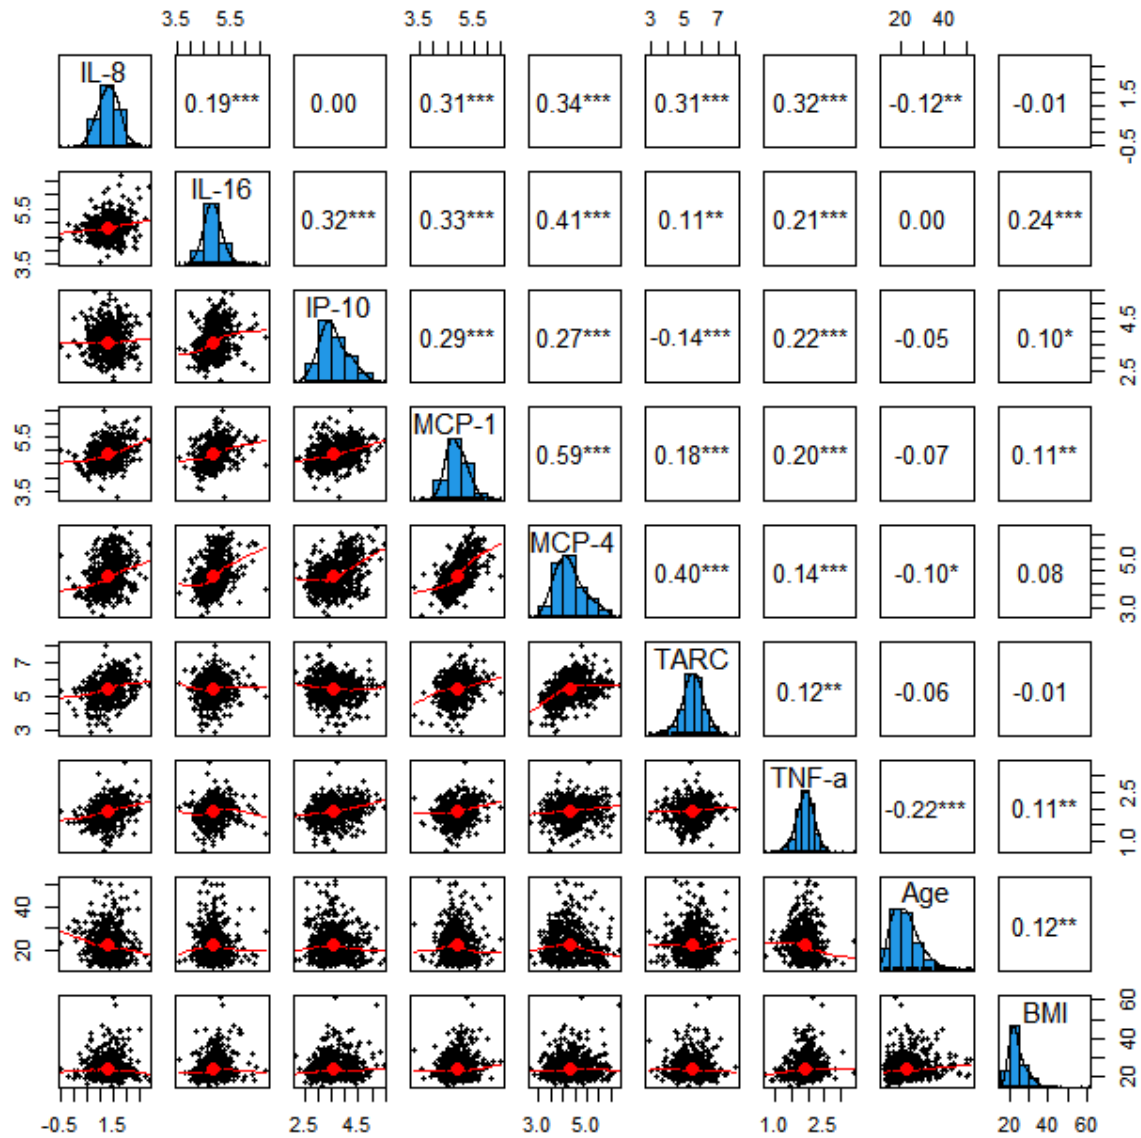 3.5 5.5 3.5 5.5 3 5 7 20 40
IL-8 0.19*** 0.00 0.31*** 0.34*** 0.31*** 0.32*** -0.12** -0.01 -0.5 1.5
3.5 5.5 IL-16 0.32*** 0.33*** 0.41*** 0.11** 0.21*** 0.00 0.24***
IP-10 0.29*** 0.27*** -0.14*** 0.22*** -0.05 0.10* 2.5 4.5
3.5 5.5 MCP-1 0.59*** 0.18*** 0.20*** -0.07 0.11**
MCP-4 0.40*** 0.14*** -0.10* 0.08 3.0 5.0
3 5 7 TARC 0.12** -0.06 -0.01
TNF-a -0.22*** 0.11** 1.0 2.5
20 40 Age 0.12**
BMI 20 40 60
-0.5 1.5 2.5 4.5 3.0 5.0 1.0 2.5 20 40 60